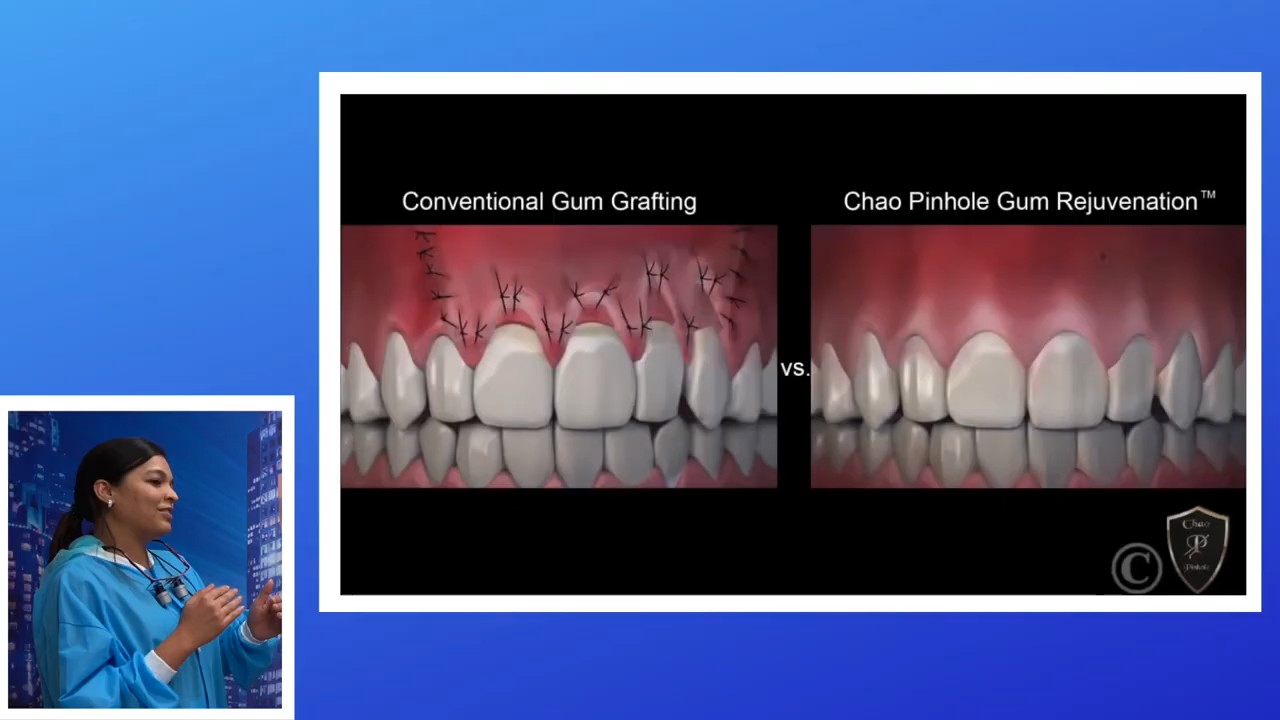 Conventional Gum Grafting
Chao Pinhole Gum Rejuvenation™
vs.
Chao
P
Pinhole
©